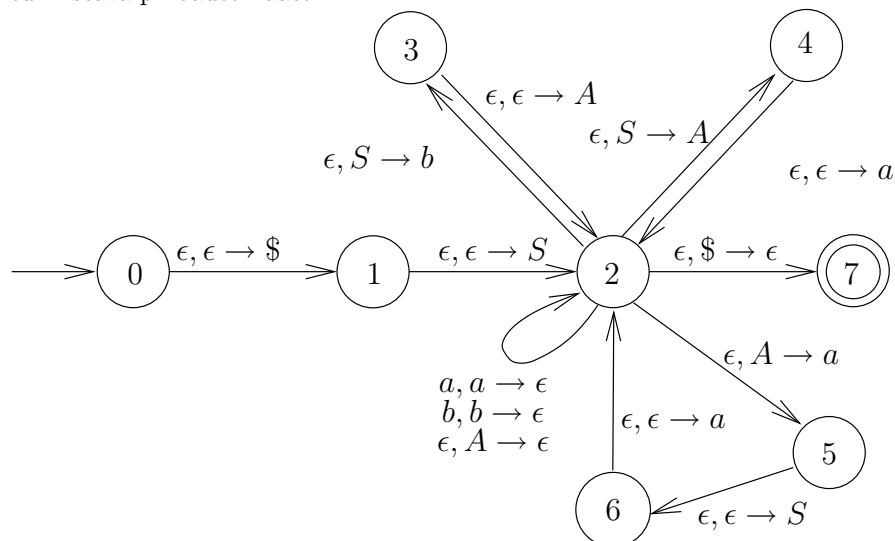 3
4
ϵ, ϵ → A
ϵ, S → A
ϵ, S → b
ϵ, ϵ → a
0
ϵ, ϵ → $
1
ϵ, ϵ → S
2
ϵ, $ → ϵ
7
a, a → ϵ
b, b → ϵ
ϵ, A → ϵ
ϵ, A → a
ϵ, ϵ → a
5
6
ϵ, ϵ → S